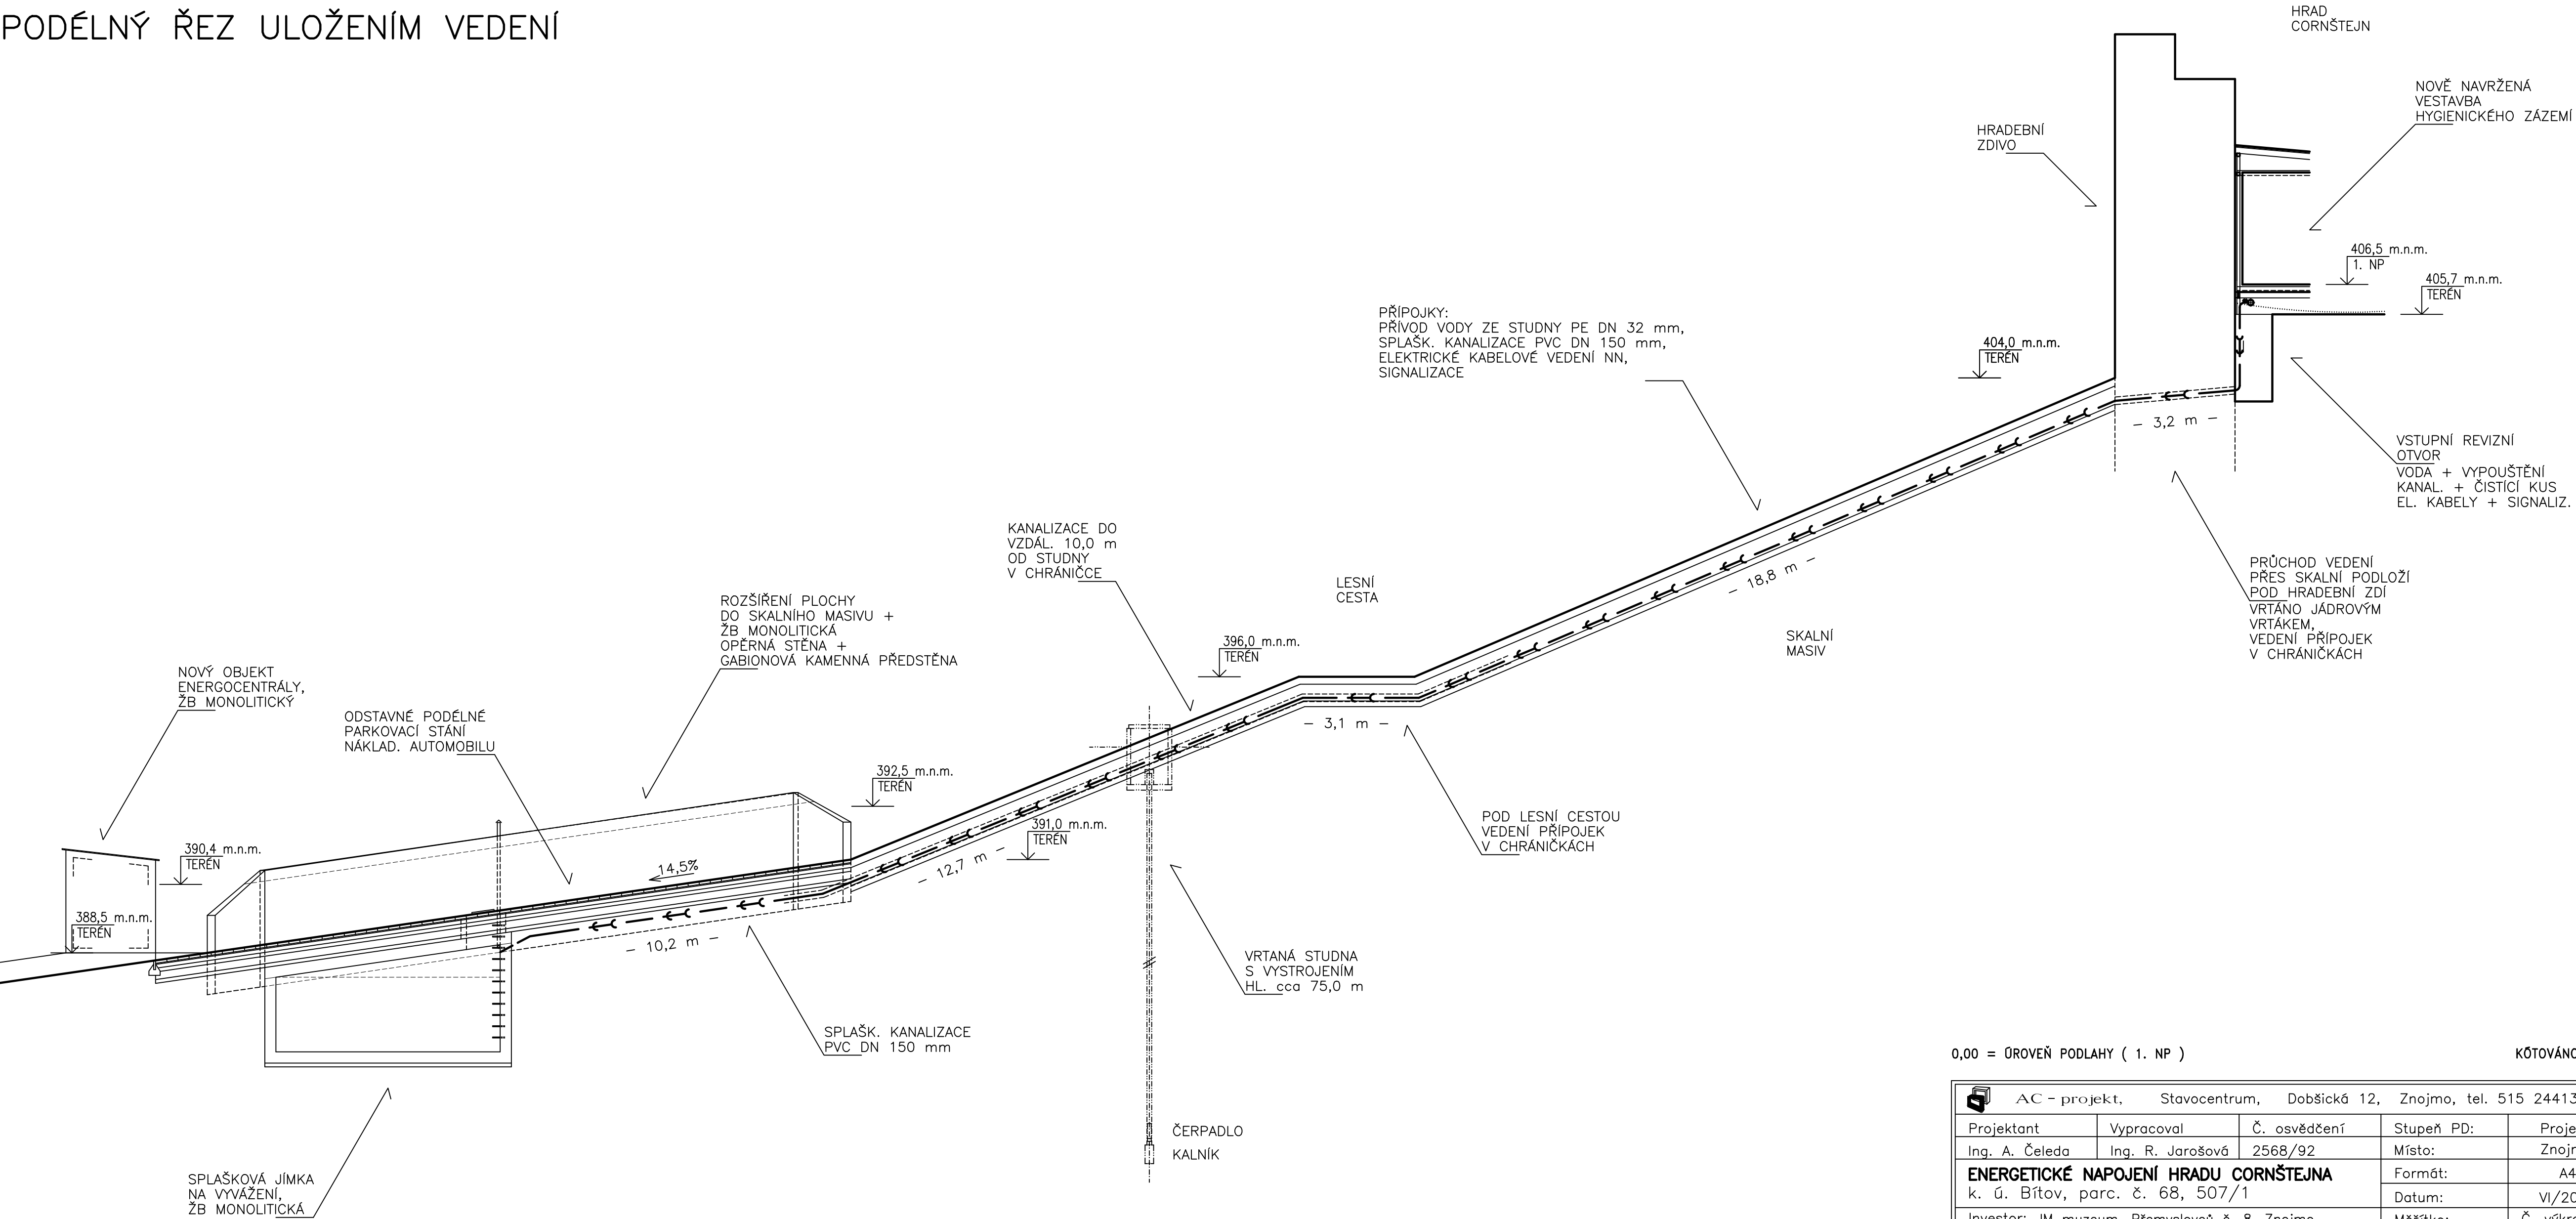 PODÉLNÝ ŘEZ ULOŽENÍM VEDENÍ
HRAD
CORNŠTEJN
NOVĚ NAVRŽENÁ
VESTAVBA
HYGIENICKÉHO ZÁZEMÍ
HRADEBNÍ
ZDIVO
406,5 m.n.m.
1. NP
405,7 m.n.m.
TERÉN
PŘÍPOJKY:
PŘÍVOD VODY ZE STUDNY PE DN 32 mm,
SPLAŠK. KANALIZACE PVC DN 150 mm,
ELEKTRICKÉ KABELOVÉ VEDENÍ NN,
SIGNALIZACE
404,0 m.n.m.
TERÉN
– 3,2 m –
VSTUPNÍ REVIZNÍ
OTVOR
VODA + VYPOUŠTĚNÍ
KANAL. + ČISTÍCÍ KUS
EL. KABELY + SIGNALIZ.
KANALIZACE DO
VZDÁL. 10,0 m
OD STUDNY
V CHRÁNIČCE
LESNÍ
CESTA
– 18,8 m –
PRŮCHOD VEDENÍ
PŘES SKALNÍ PODLOŽÍ
POD HRADEBNÍ ZDÍ
VRTÁNO JÁDROVÝM
VRTÁKEM,
VEDENÍ PŘÍPOJEK
V CHRÁNIČKÁCH
ROZŠÍŘENÍ PLOCHY
DO SKALNÍHO MASIVU +
ŽB MONOLITICKÁ
OPĚRNÁ STĚNA +
GABIONOVÁ KAMENNÁ PŘEDSTĚNA
396,0 m.n.m.
TERÉN
SKALNÍ
MASIV
NOVÝ OBJEKT
ENERGOCENTRÁLY,
ŽB MONOLITICKÝ
ODSTAVNÉ PODÉLNÉ
PARKOVACÍ STÁNÍ
NÁKLAD. AUTOMOBILU
– 3,1 m –
392,5 m.n.m.
TERÉN
391,0 m.n.m.
TERÉN
POD LESNÍ CESTOU
VEDENÍ PŘÍPOJEK
V CHRÁNIČKÁCH
390,4 m.n.m.
TERÉN
14,5%
– 12,7 m –
388,5 m.n.m.
TERÉN
– 10,2 m –
VRTANÁ STUDNA
S VYSTROJENÍM
HL. cca 75,0 m
SPLAŠK. KANALIZACE
PVC DN 150 mm
ČERPADLO
KALNÍK
SPLAŠKOVÁ JÍMKA
NA VYVÁŽENÍ,
ŽB MONOLITICKÁ
0,00 = ÚROVEŇ PODLAHY ( 1. NP )
KÓTOVÁNO
AC - projekt, Stavocentrum, Dobšická 12, Znojmo, tel. 515 24413
Projektant Vypracoval Č. osvědčení Stupeň PD: Proje
Ing. A. Čeleda Ing. R. Jarošová 2568/92 Místo: Znojm
ENERGETICKÉ NAPOJENÍ HRADU CORNŠTEJNA Formát: A4
k. ú. Bítov, parc. č. 68, 507/1 Datum: VI/20